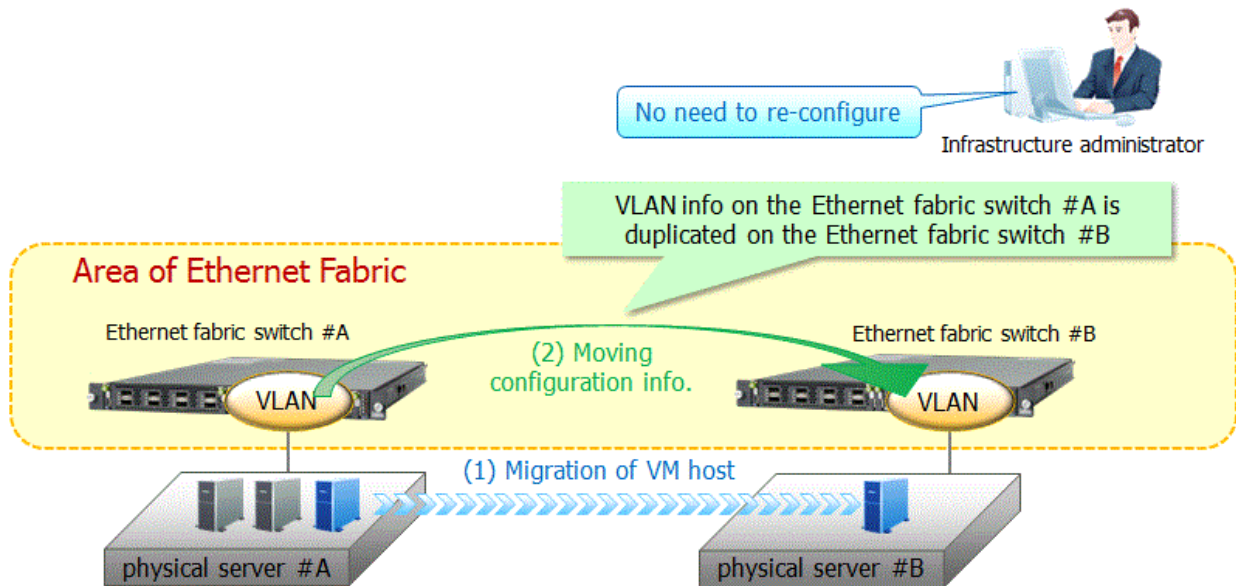 No need to re-configure
Infrastructure administrator
VLAN info on the Ethernet fabric switch #A is
duplicated on the Ethernet fabric switch #B
Area of Ethernet Fabric
Ethernet fabric switch #A
Ethernet fabric switch #B
(2) Moving
configuration info.
VLAN
VLAN
(1) Migration of VM host
physical server #A
physical server #B